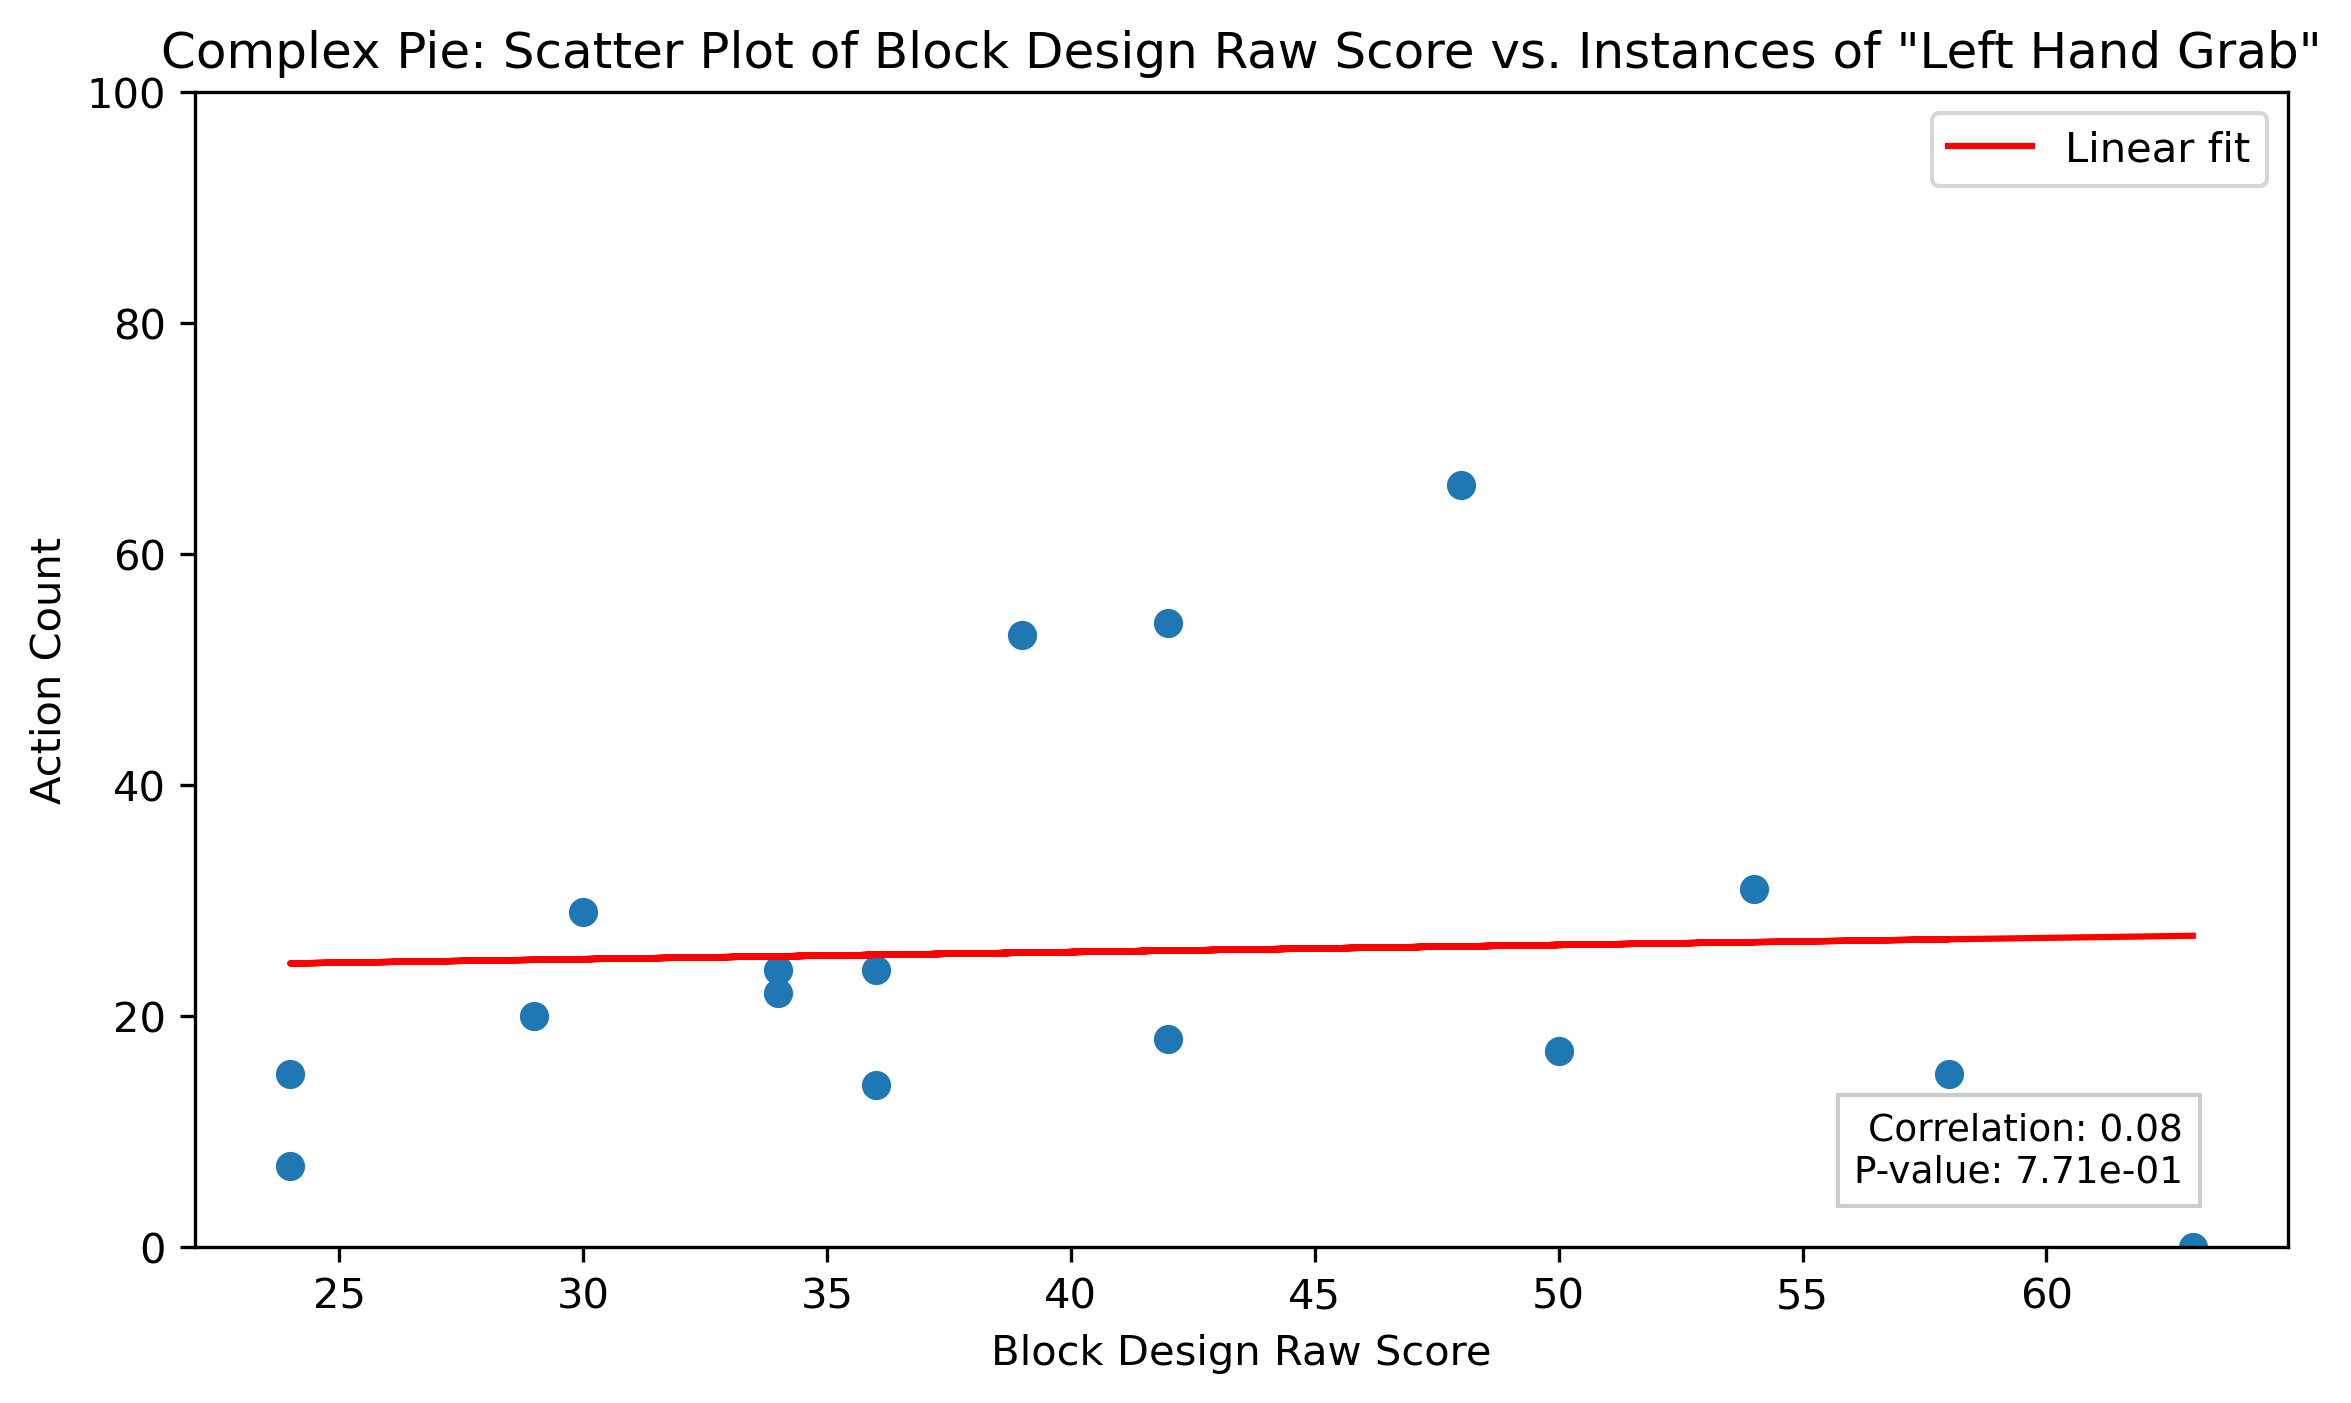 Complex Pie: Scatter Plot of Block Design Raw Score vs. Instances of "Left Hand Grab"
100
80
60
40
20
0
Action Count
Linear fit
Correlation: 0.08
P-value: 7.71e-01
25 30 35 40 45 50 55 60
Block Design Raw Score